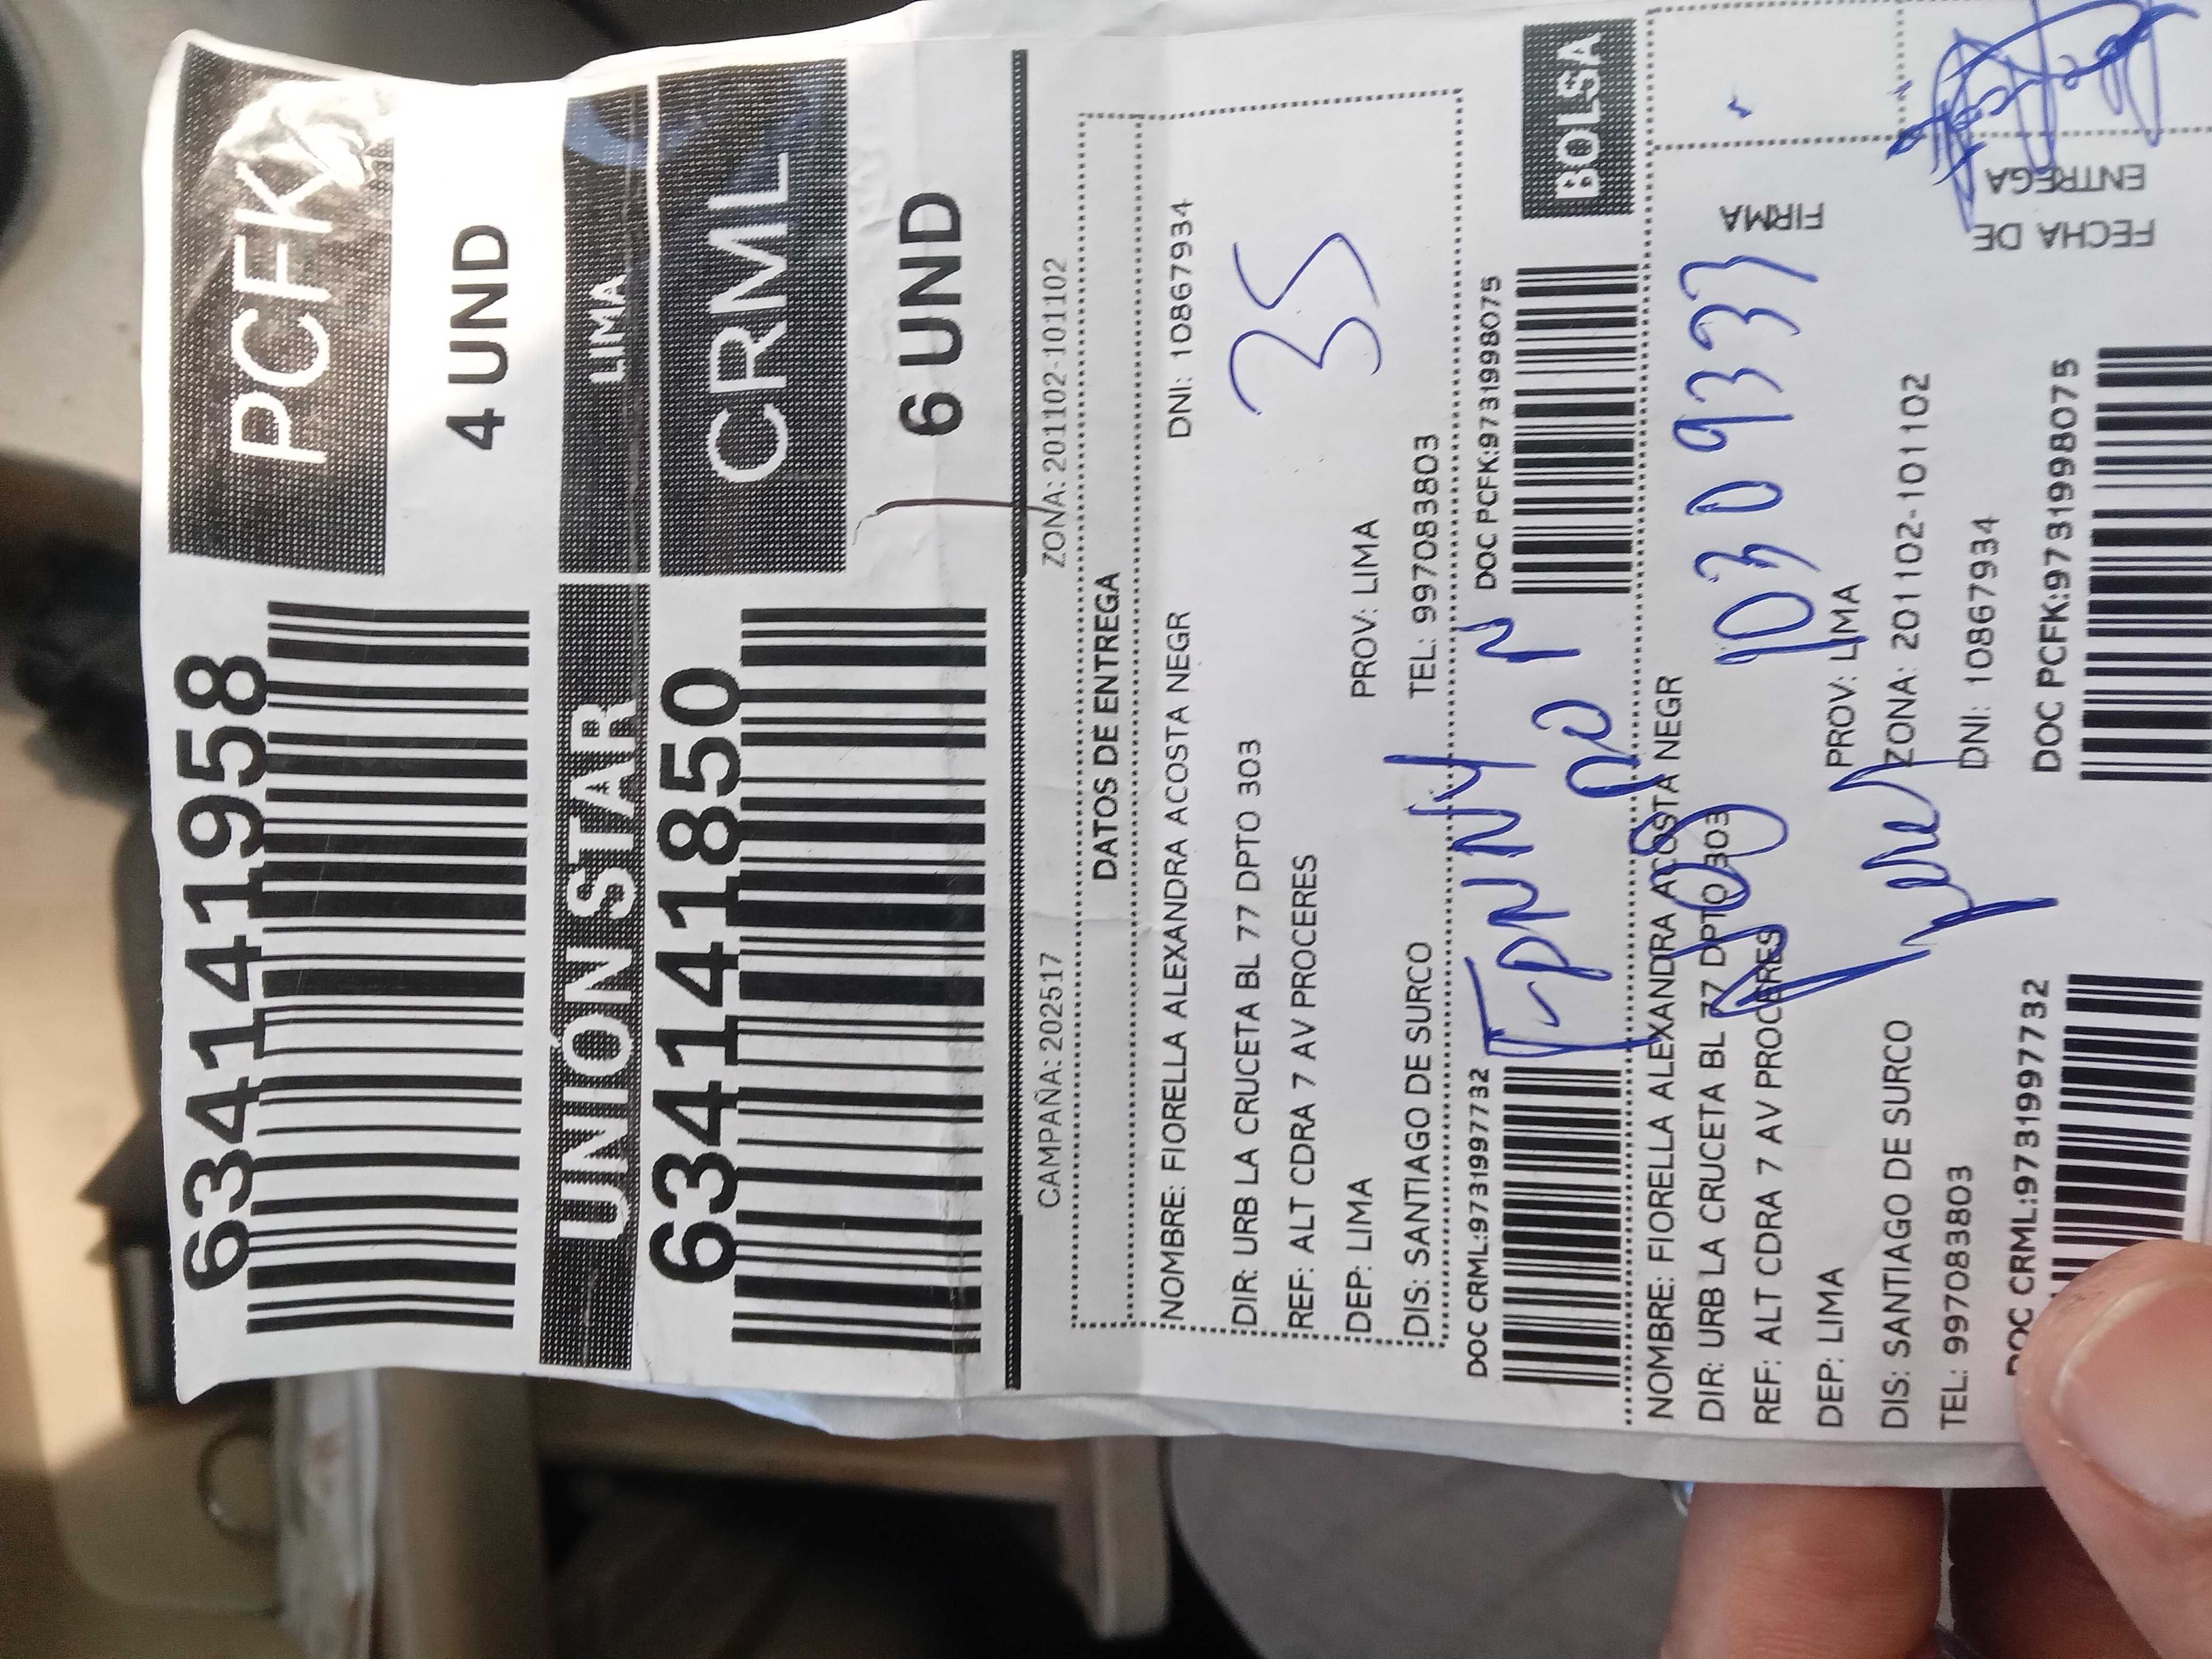 634141958
PCFK
4 UND
UNIÓNSTAR LIMA
634141850
CRML
6 UND
CAMPAÑA: 202517 ZONA: 201102-101102
DATOS DE ENTREGA
NOMBRE: FIORELLA ALEXANDRA ACOSTA NEGR DNI: 10867934
DIR: URB LA CRUCETA BL 77 DPTO 303
35
REF: ALT CDRA 7 AV PROCERES
DEP: LIMA PROV: LIMA
DIS: SANTIAGO DE SURCO TEL: 997083803
DOC CRML:9731997732 DOC PCFK:9731998075
BOLSA
NOMBRE: FIORELLA ALEXANDRA ACOSTA NEGR
DIR: URB LA CRUCETA BL 77 DPTO 303
10309337
FIRMA
REF: ALT CDRA 7 AV PROCERES
DEP: LIMA PROV: LIMA
DIS: SANTIAGO DE SURCO ZONA: 201102-101102
TEL: 997083803 DNI: 10867934
FECHA DE
ENTREGA
DOC CRML:9731997732 DOC PCFK:9731998075